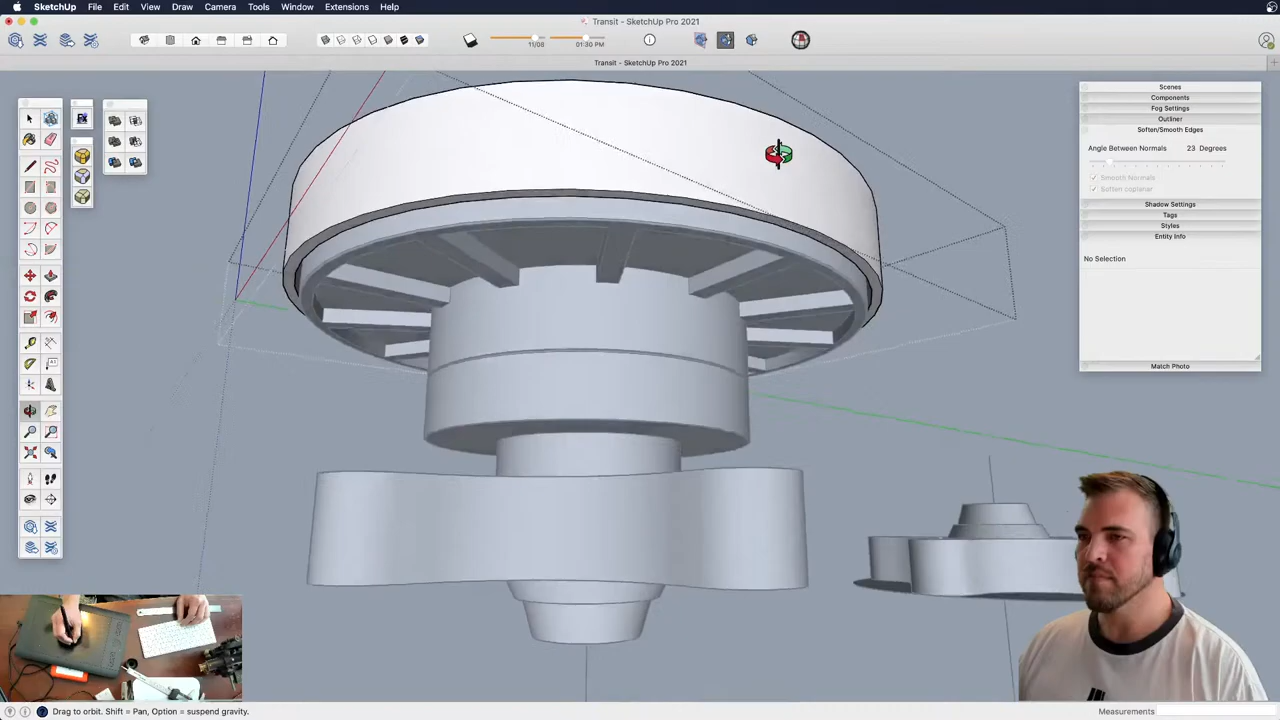 SketchUp File Edit View Draw Camera Tools Window Extensions Help
Transit - SketchUp Pro 2021
11/08 01:30 PM
Transit - SketchUp Pro 2021
Scenes
Components
Fog Settings
Outliner
Soften/Smooth Edges
Angle Between Normals 23 Degrees
Smooth Normals
Soften coplanar
Shadow Settings
Tags
Styles
Entity Info
No Selection
Match Photo
Drag to orbit. Shift = Pan, Option = suspend gravity.
Measurements